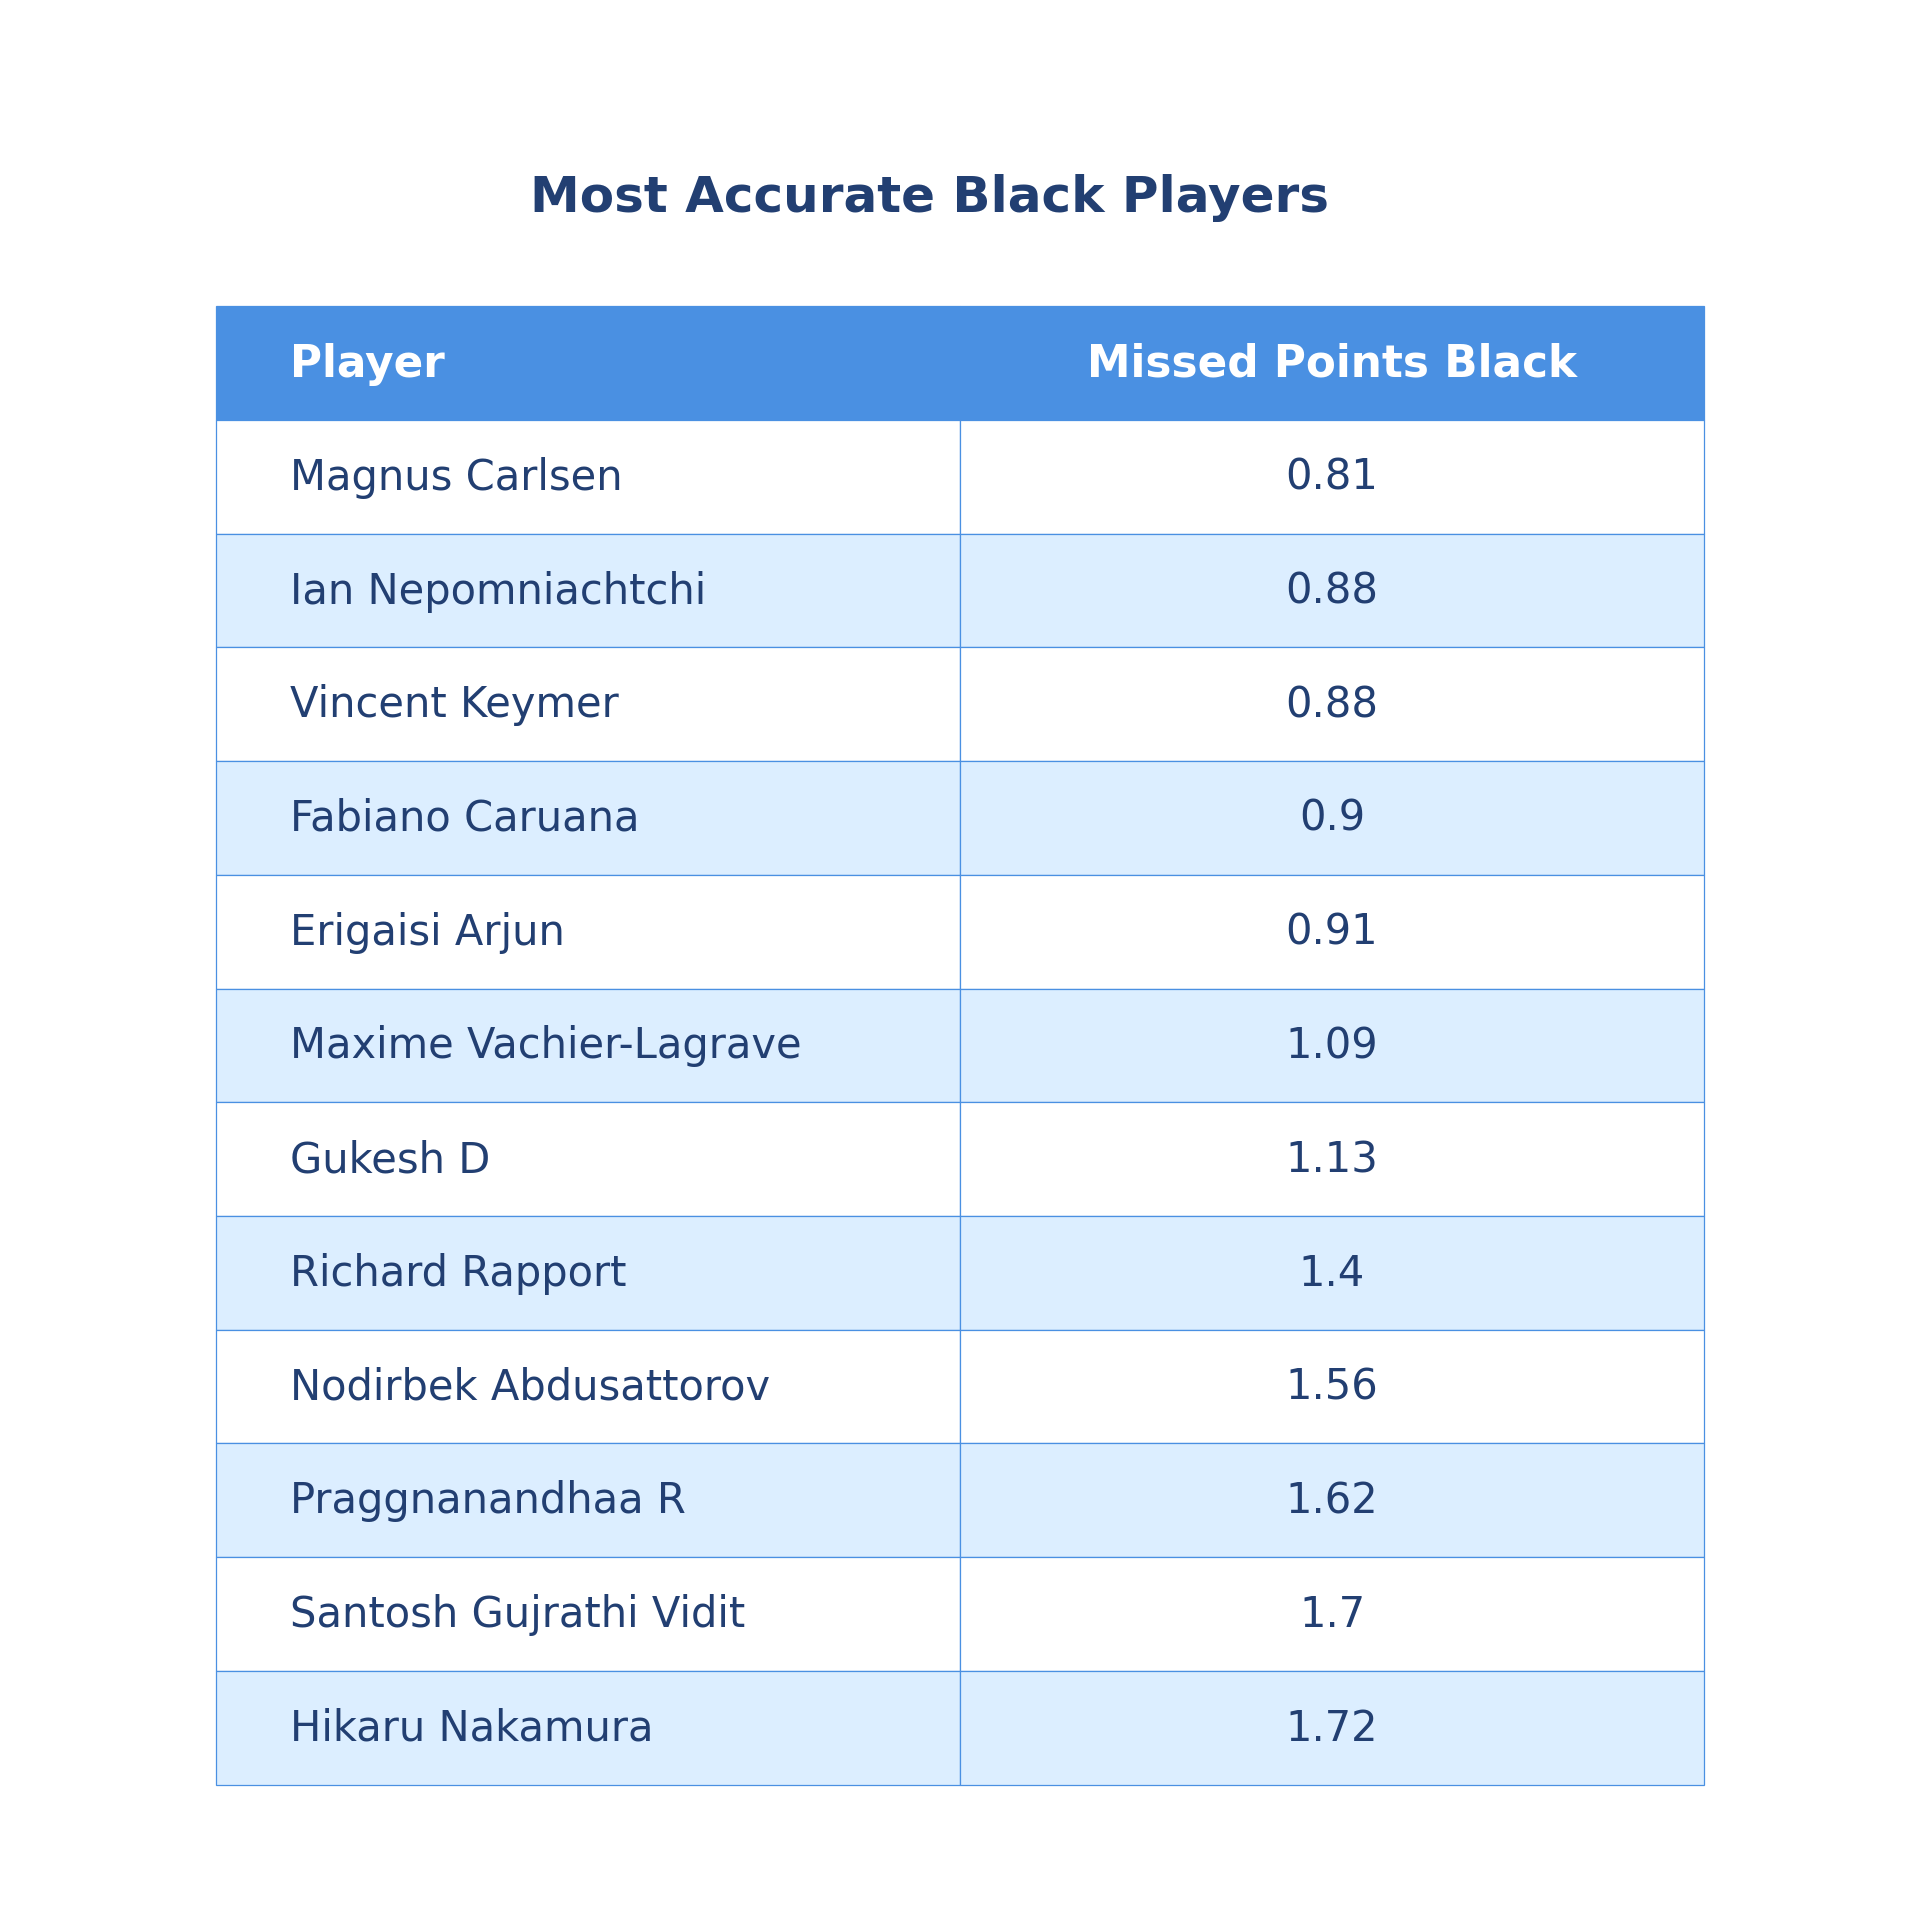 Most Accurate Black Players
Player Missed Points Black
Magnus Carlsen 0.81
Ian Nepomniachtchi 0.88
Vincent Keymer 0.88
Fabiano Caruana 0.9
Erigaisi Arjun 0.91
Maxime Vachier-Lagrave 1.09
Gukesh D 1.13
Richard Rapport 1.4
Nodirbek Abdusattorov 1.56
Praggnanandhaa R 1.62
Santosh Gujrathi Vidit 1.7
Hikaru Nakamura 1.72